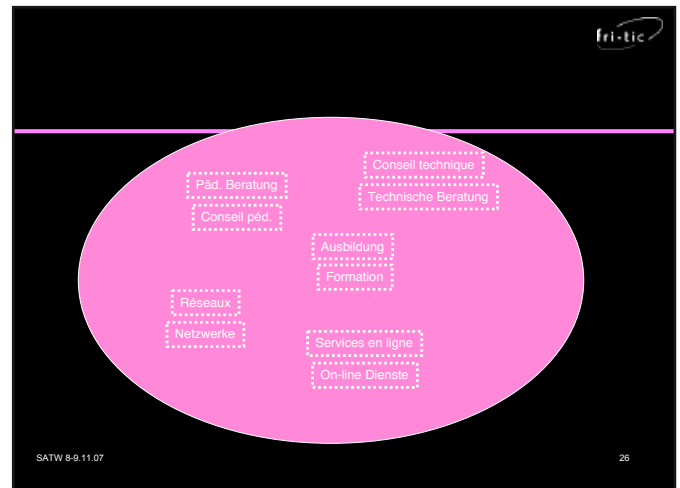 fri-tic
Conseil technique
Technische Beratung
Päd. Beratung
Conseil péd.
Ausbildung
Formation
Réseaux
Netzwerke
Services en ligne
On-line Dienste
SATW 8-9.11.07
26